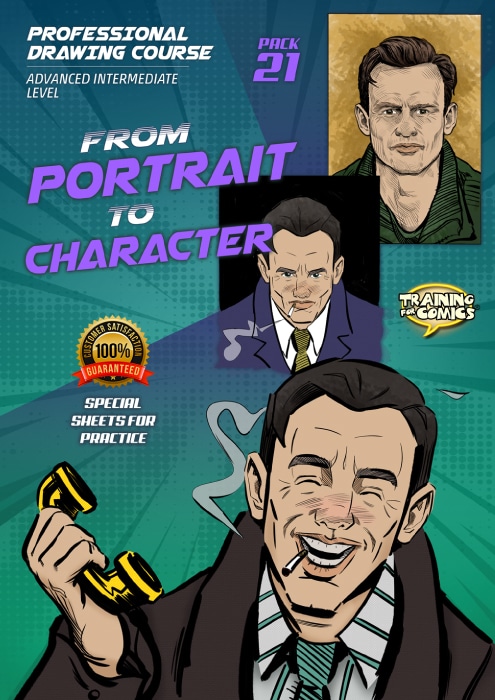 PROFESSIONAL
DRAWING COURSE
ADVANCED INTERMEDIATE
LEVEL
PACK
21
FROM
PORTRAIT
TO
CHARACTER
TRAINING
FOR COMICS
CUSTOMER SATISFACTION
100%
GUARANTEED
SPECIAL
SHEETS FOR
PRACTICE